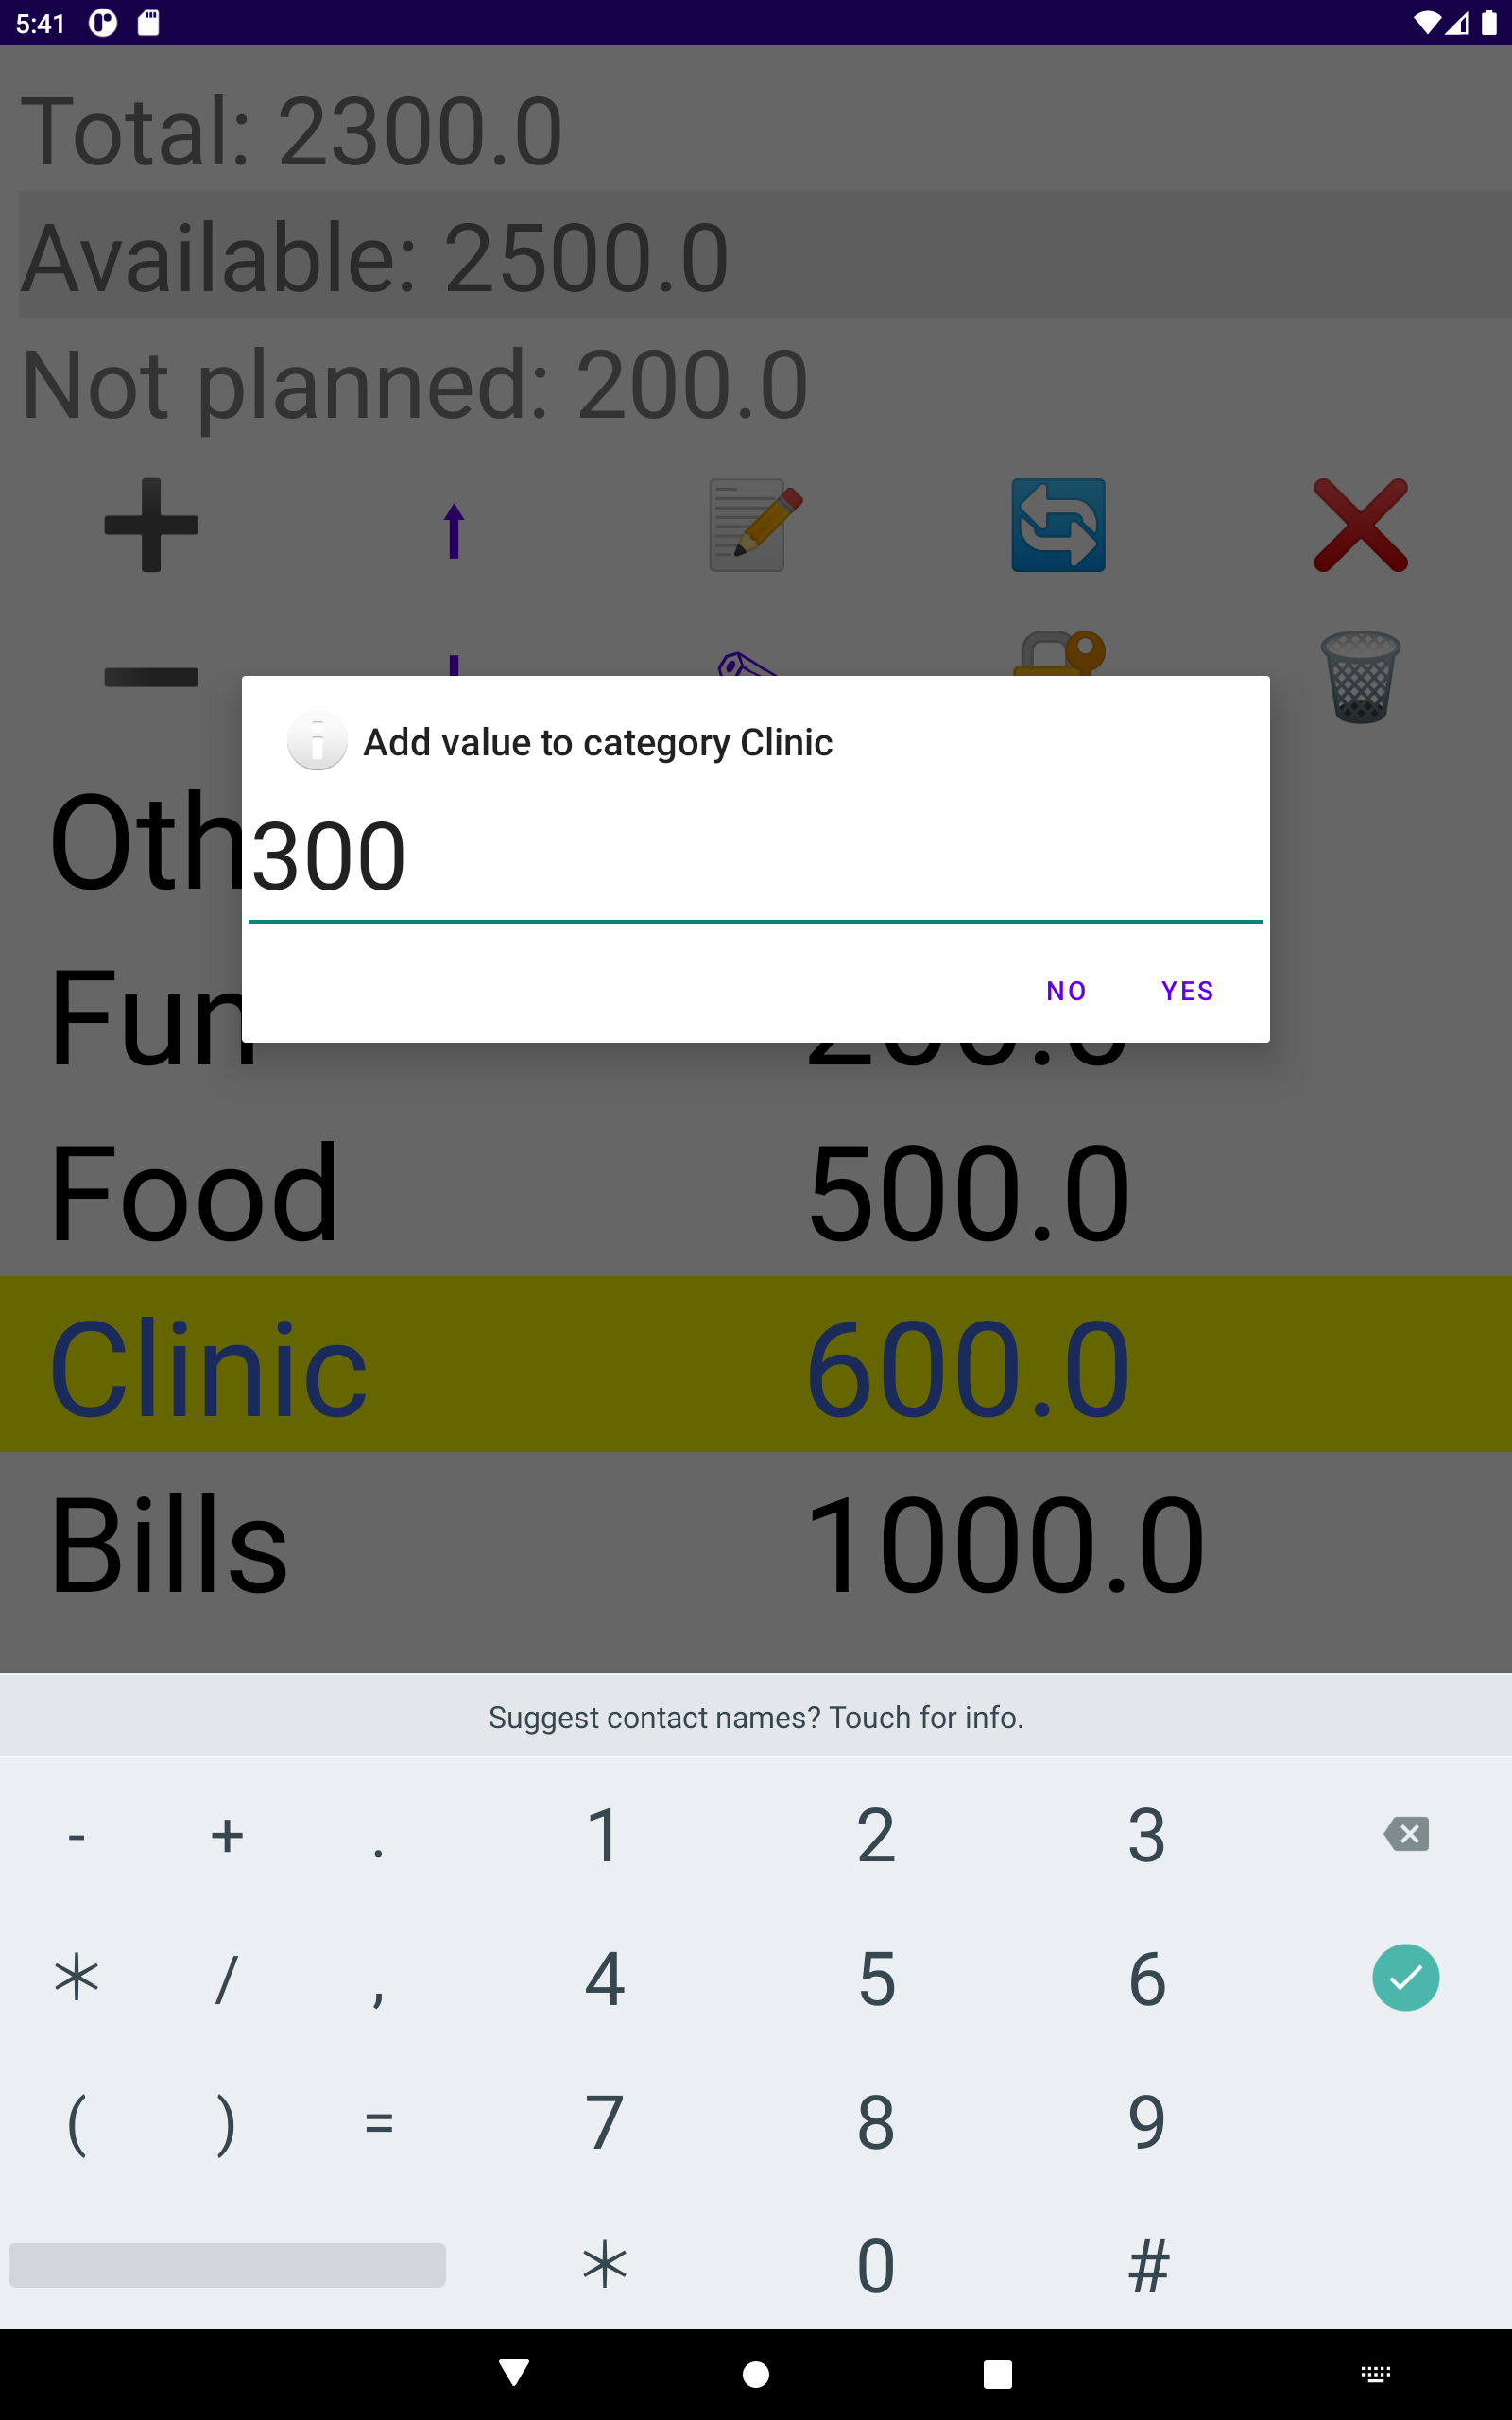 5:41
Total: 2300.0
Available: 2500.0
Not planned: 200.0
Add value to category Clinic
300
NO YES
Food 500.0
Clinic 600.0
Bills 1000.0
Suggest contact names? Touch for info.
- + . 1 2 3
* / , 4 5 6
( ) = 7 8 9
* 0 #